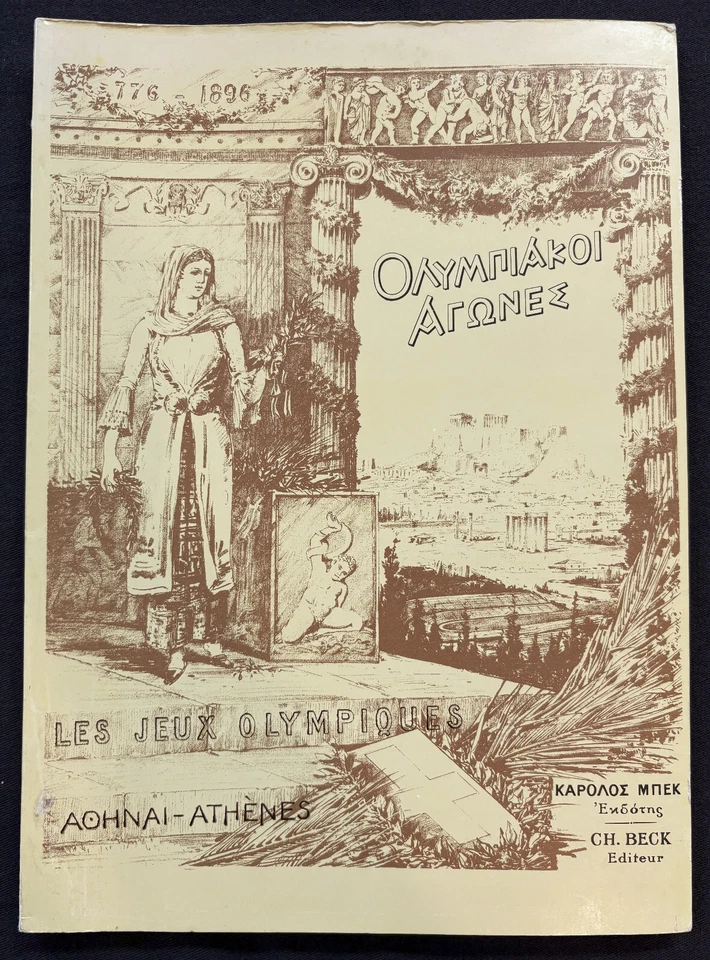 776 - 1896
ΟΛΥΜΠΙΑΚΟΙ
ΑΓΩΝΕΣ
LES JEUX OLYMPIQUES
ΑΘΗΝΑΙ-ATHÈNES
ΚΑΡΟΛΟΣ ΜΠΕΚ
Ἐκδότης
CH. BECK
Editeur